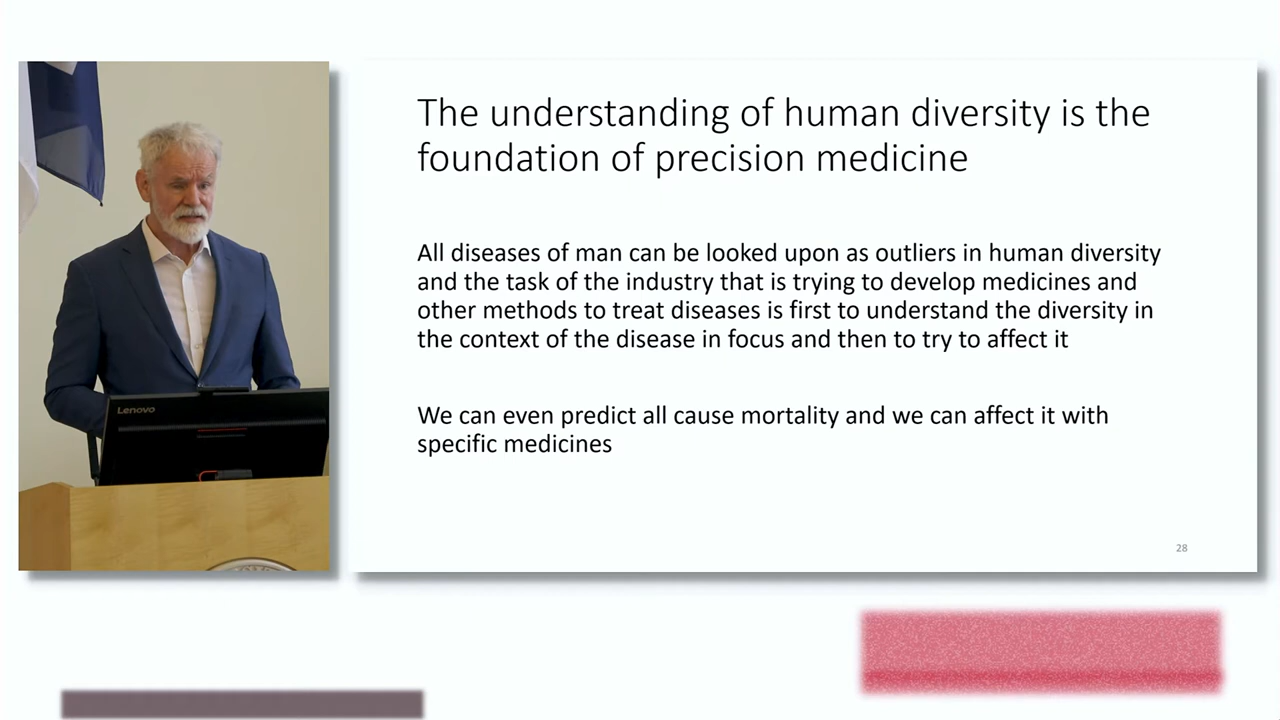 The understanding of human diversity is the
foundation of precision medicine
All diseases of man can be looked upon as outliers in human diversity
and the task of the industry that is trying to develop medicines and
other methods to treat diseases is first to understand the diversity in
the context of the disease in focus and then to try to affect it
We can even predict all cause mortality and we can affect it with
specific medicines
28
Lenovo